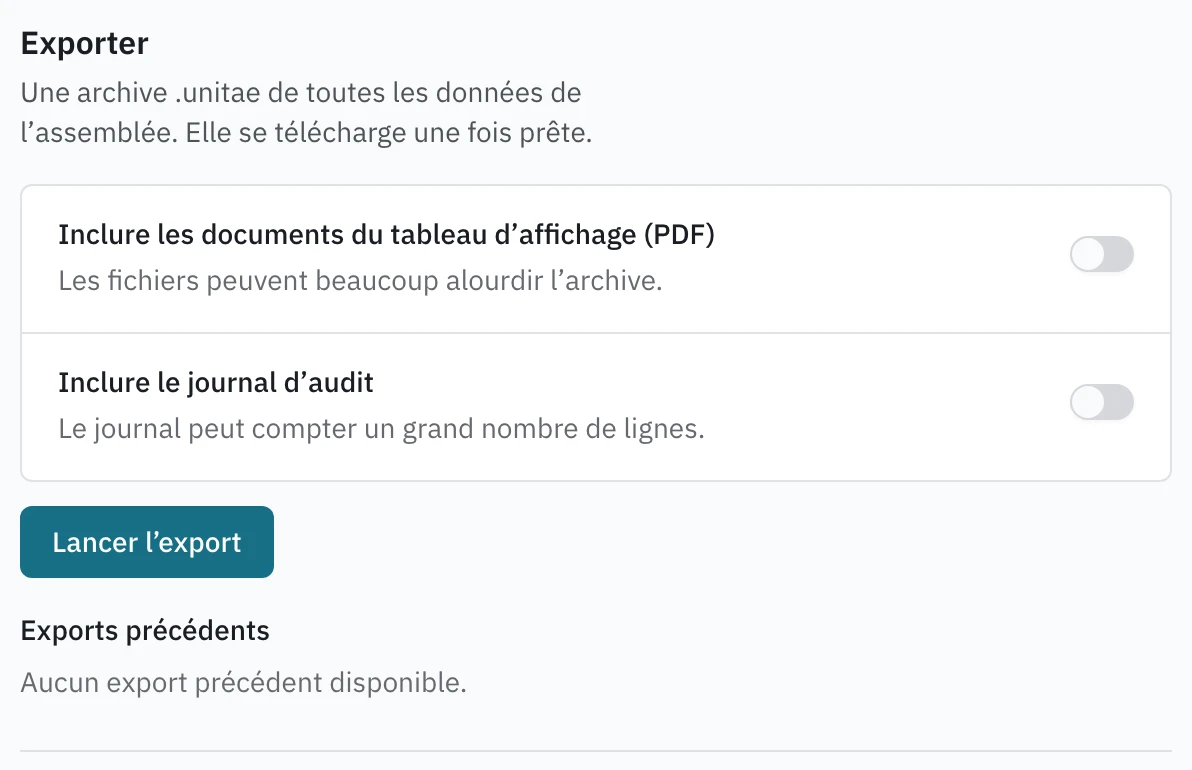 Exporter
Une archive .unitae de toutes les données de
l’assemblée. Elle se télécharge une fois prête.
Inclure les documents du tableau d’affichage (PDF)
Les fichiers peuvent beaucoup alourdir l’archive.
Inclure le journal d’audit
Le journal peut compter un grand nombre de lignes.
Lancer l’export
Exports précédents
Aucun export précédent disponible.